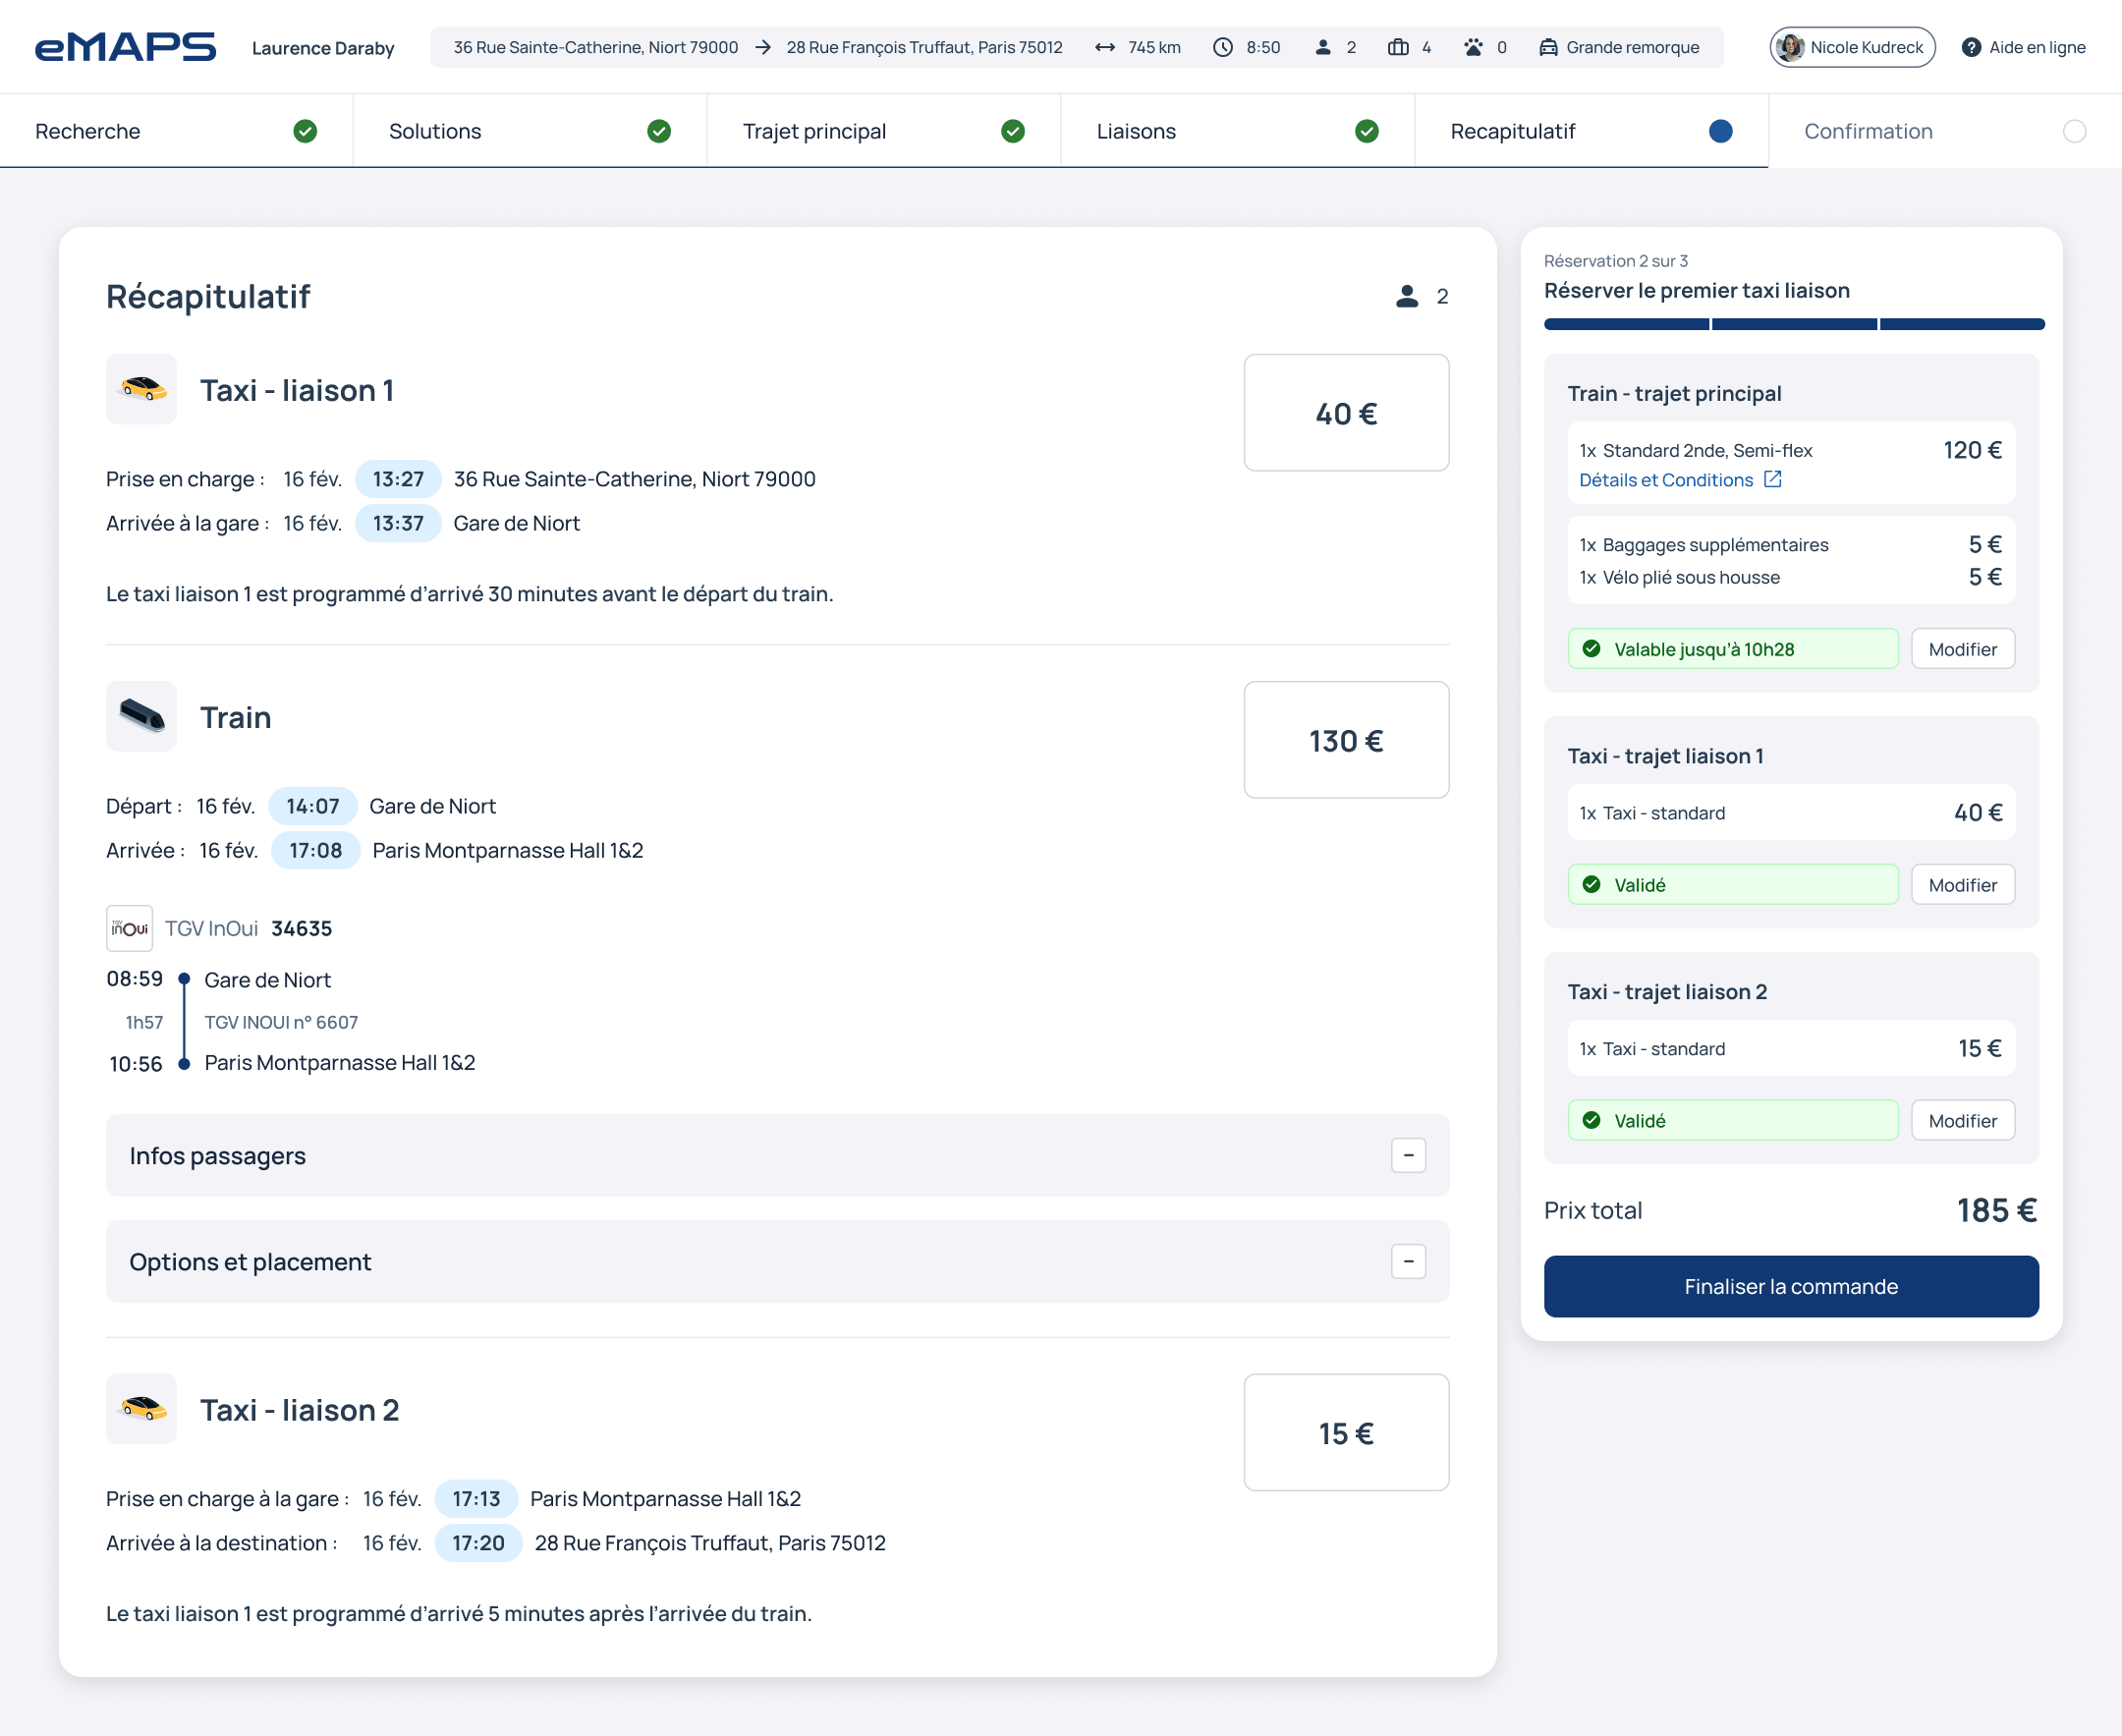 eMAPS Laurence Daraby 36 Rue Sainte-Catherine, Niort 79000 → 28 Rue François Truffaut, Paris 75012 ↔ 745 km 8:50 2 4 0 Grande remorque Nicole Kudreck ? Aide en ligne
Recherche Solutions Trajet principal Liaisons Recapitulatif Confirmation
Récapitulatif 2
Taxi - liaison 1 40 €
Prise en charge : 16 fév. 13:27 36 Rue Sainte-Catherine, Niort 79000
Arrivée à la gare : 16 fév. 13:37 Gare de Niort
Le taxi liaison 1 est programmé d’arrivé 30 minutes avant le départ du train.
Train 130 €
Départ : 16 fév. 14:07 Gare de Niort
Arrivée : 16 fév. 17:08 Paris Montparnasse Hall 1&2
TGV inOui TGV InOui 34635
08:59 Gare de Niort
1h57 TGV INOUI n° 6607
10:56 Paris Montparnasse Hall 1&2
Infos passagers –
Options et placement –
Taxi - liaison 2 15 €
Prise en charge à la gare : 16 fév. 17:13 Paris Montparnasse Hall 1&2
Arrivée à la destination : 16 fév. 17:20 28 Rue François Truffaut, Paris 75012
Le taxi liaison 1 est programmé d’arrivé 5 minutes après l’arrivée du train.
Réservation 2 sur 3
Réserver le premier taxi liaison
Train - trajet principal
1x Standard 2nde, Semi-flex 120 €
Détails et Conditions
1x Baggages supplémentaires 5 €
1x Vélo plié sous housse 5 €
Valable jusqu'à 10h28 Modifier
Taxi - trajet liaison 1
1x Taxi - standard 40 €
Validé Modifier
Taxi - trajet liaison 2
1x Taxi - standard 15 €
Validé Modifier
Prix total 185 €
Finaliser la commande